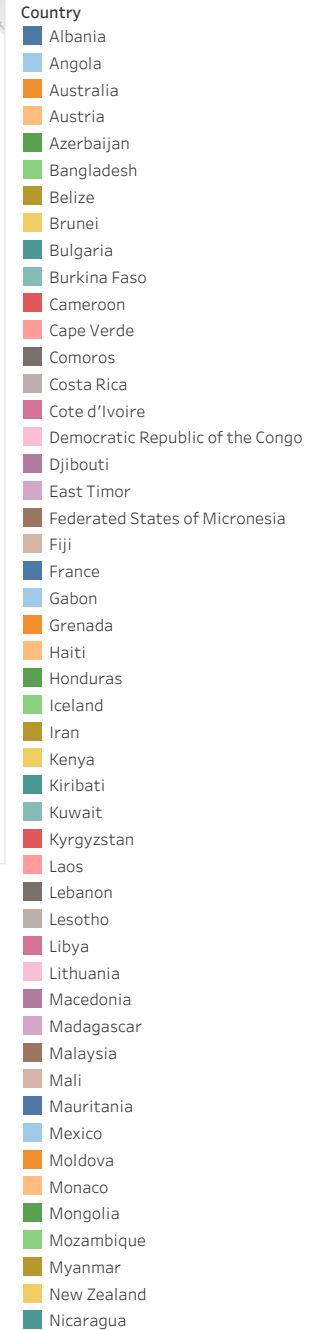 Country
Albania
Angola
Australia
Austria
Azerbaijan
Bangladesh
Belize
Brunei
Bulgaria
Burkina Faso
Cameroon
Cape Verde
Comoros
Costa Rica
Cote d'Ivoire
Democratic Republic of the Congo
Djibouti
East Timor
Federated States of Micronesia
Fiji
France
Gabon
Grenada
Haiti
Honduras
Iceland
Iran
Kenya
Kiribati
Kuwait
Kyrgyzstan
Laos
Lebanon
Lesotho
Libya
Lithuania
Macedonia
Madagascar
Malaysia
Mali
Mauritania
Mexico
Moldova
Monaco
Mongolia
Mozambique
Myanmar
New Zealand
Nicaragua